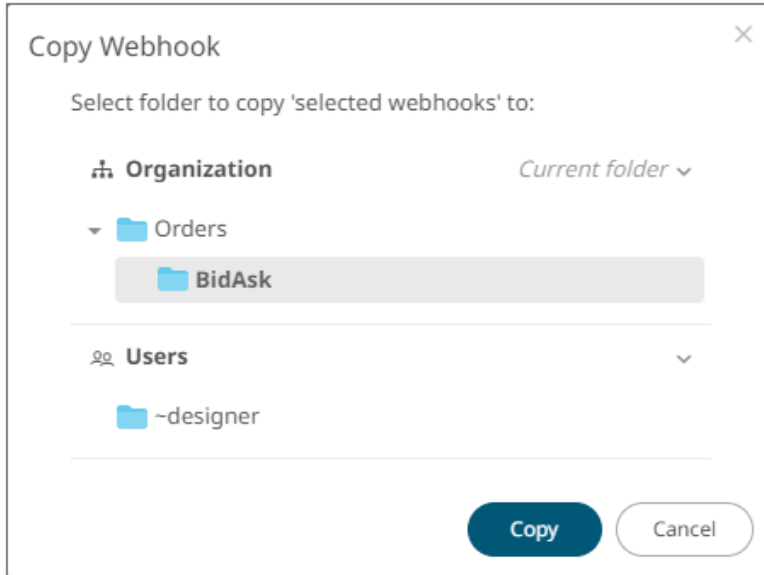 Copy Webhook
Select folder to copy 'selected webhooks' to:
Organization Current folder
Orders
BidAsk
Users
~designer
Copy Cancel